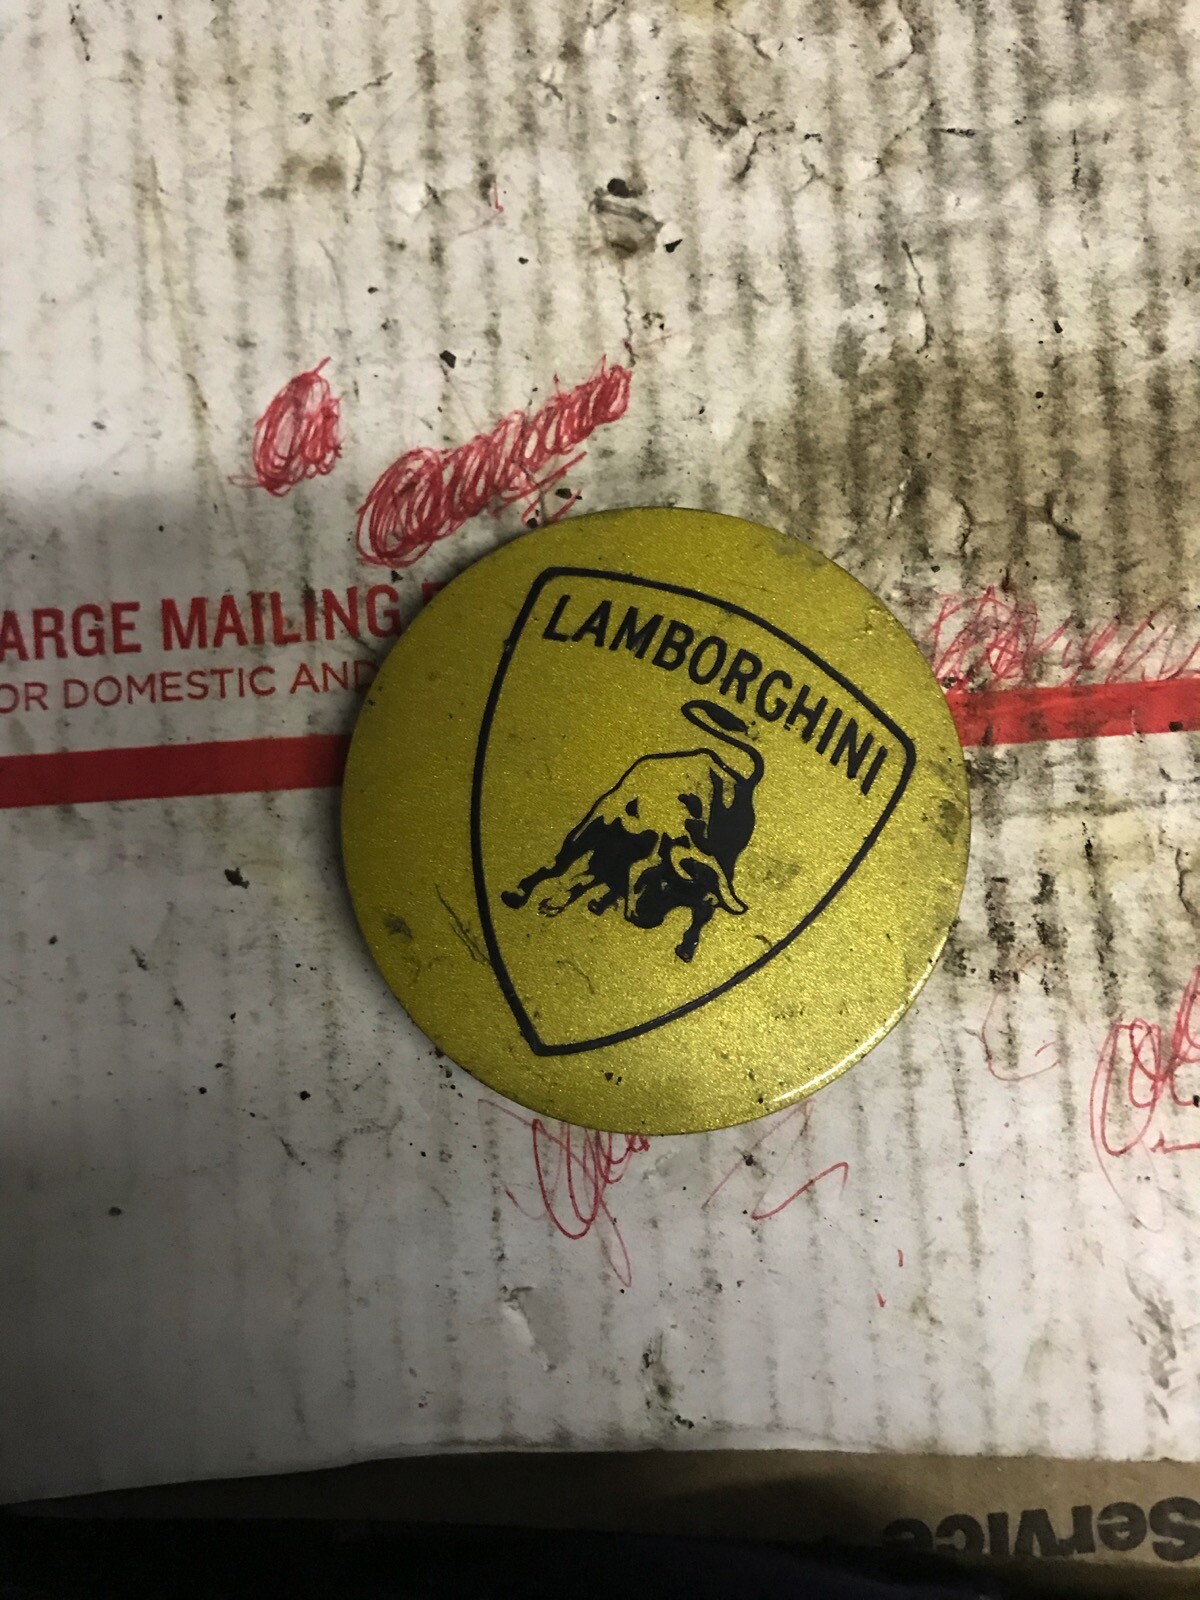 ARGE MAILING
OR DOMESTIC AND
LAMBORGHINI
Service